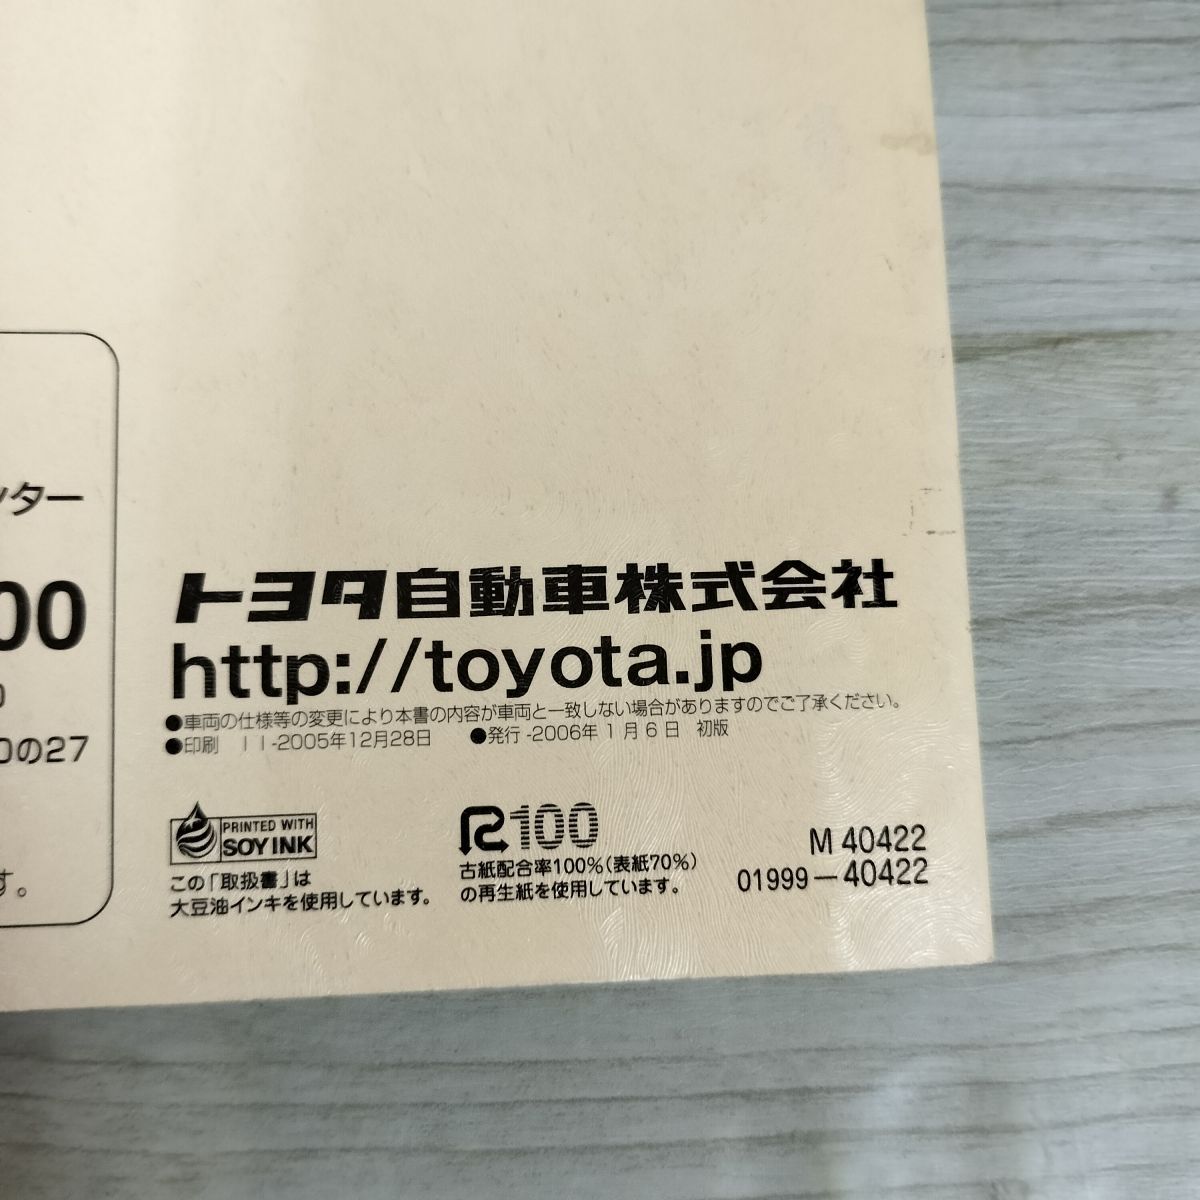 ンター
00
0
0の27
す。
トヨタ自動車株式会社
http://toyota.jp
●車両の仕様等の変更により本書の内容が車両と一致しない場合がありますのでご了承ください。
●印刷 II-2005年12月28日 ●発行-2006年1月6日 初版
PRINTED WITH
SOY INK
この「取扱書」は
大豆油インキを使用しています。
R100
古紙配合率100%(表紙70%)
の再生紙を使用しています。
M 40422
01999-40422